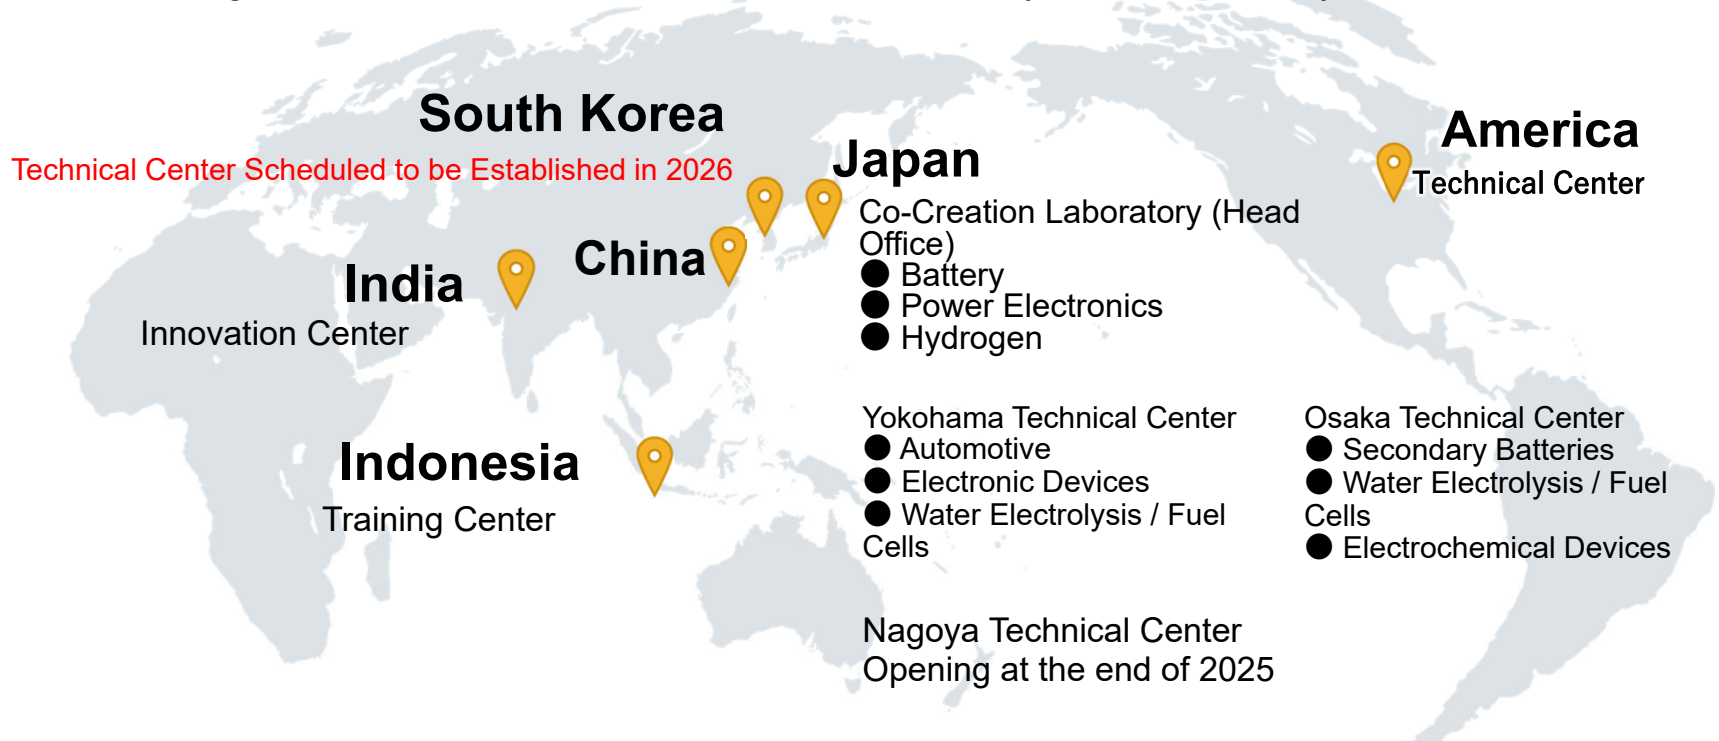 South Korea
Technical Center Scheduled to be Established in 2026
America
Technical Center
Japan
Co-Creation Laboratory (Head
Office)
● Battery
● Power Electronics
● Hydrogen
China
India
Innovation Center
Indonesia
Training Center
Yokohama Technical Center
● Automotive
● Electronic Devices
● Water Electrolysis / Fuel
Cells
Osaka Technical Center
● Secondary Batteries
● Water Electrolysis / Fuel
Cells
● Electrochemical Devices
Nagoya Technical Center
Opening at the end of 2025